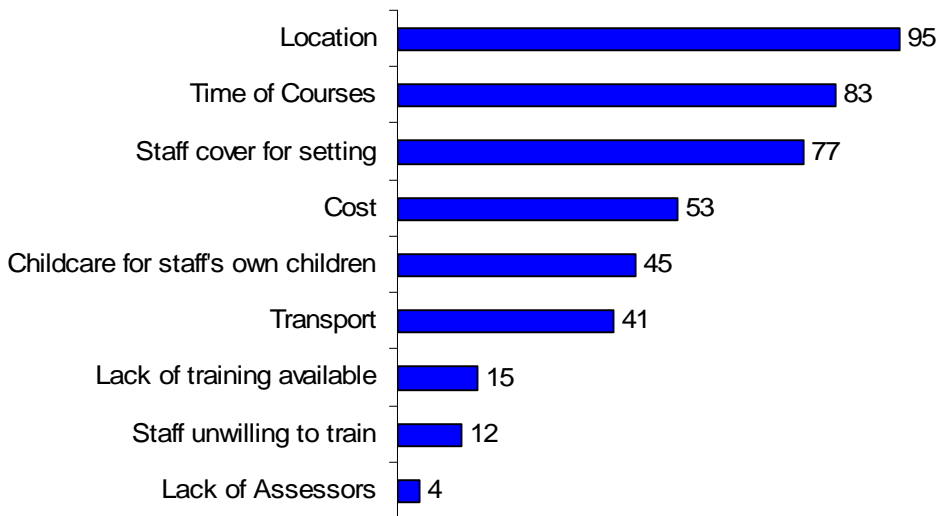 Location 95
Time of Courses 83
Staff cover for setting 77
Cost 53
Childcare for staff's own children 45
Transport 41
Lack of training available 15
Staff unwilling to train 12
Lack of Assessors 4